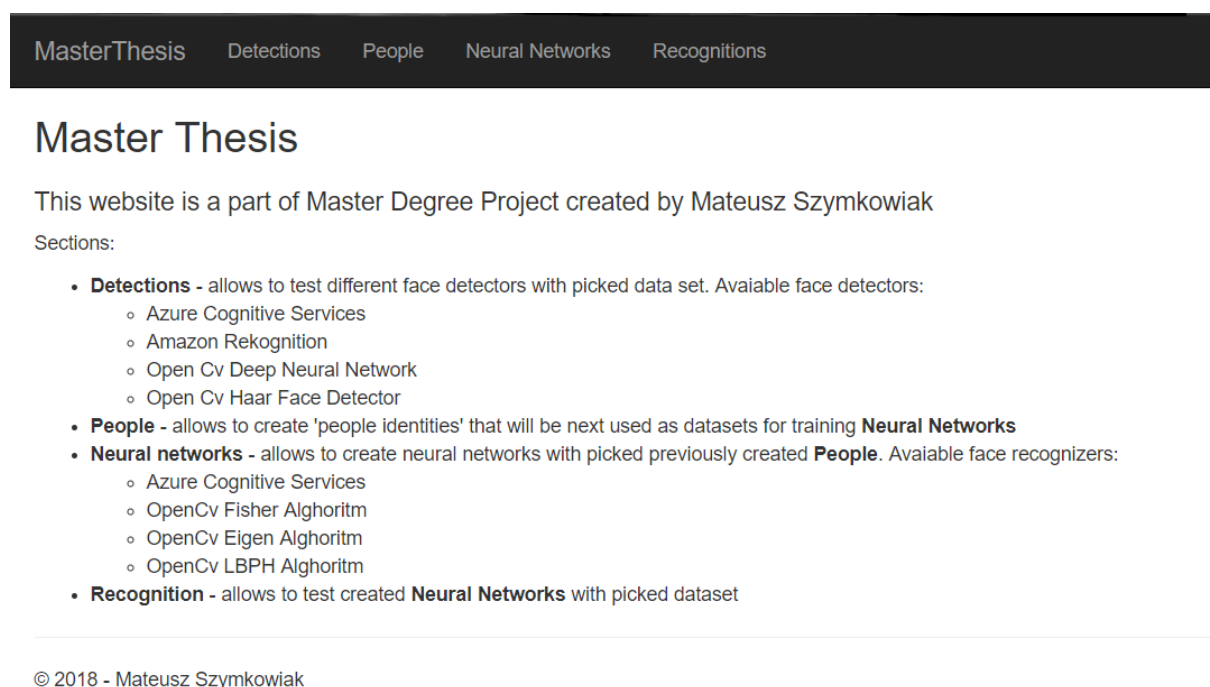 MasterThesis Detections People Neural Networks Recognitions
Master Thesis
This website is a part of Master Degree Project created by Mateusz Szymkowiak
Sections:
Detections - allows to test different face detectors with picked data set. Avaiable face detectors:
Azure Cognitive Services
Amazon Rekognition
Open Cv Deep Neural Network
Open Cv Haar Face Detector
People - allows to create 'people identities' that will be next used as datasets for training Neural Networks
Neural networks - allows to create neural networks with picked previously created People. Avaiable face recognizers:
Azure Cognitive Services
OpenCv Fisher Alghoritm
OpenCv Eigen Alghoritm
OpenCv LBPH Alghoritm
Recognition - allows to test created Neural Networks with picked dataset
© 2018 - Mateusz Szymkowiak